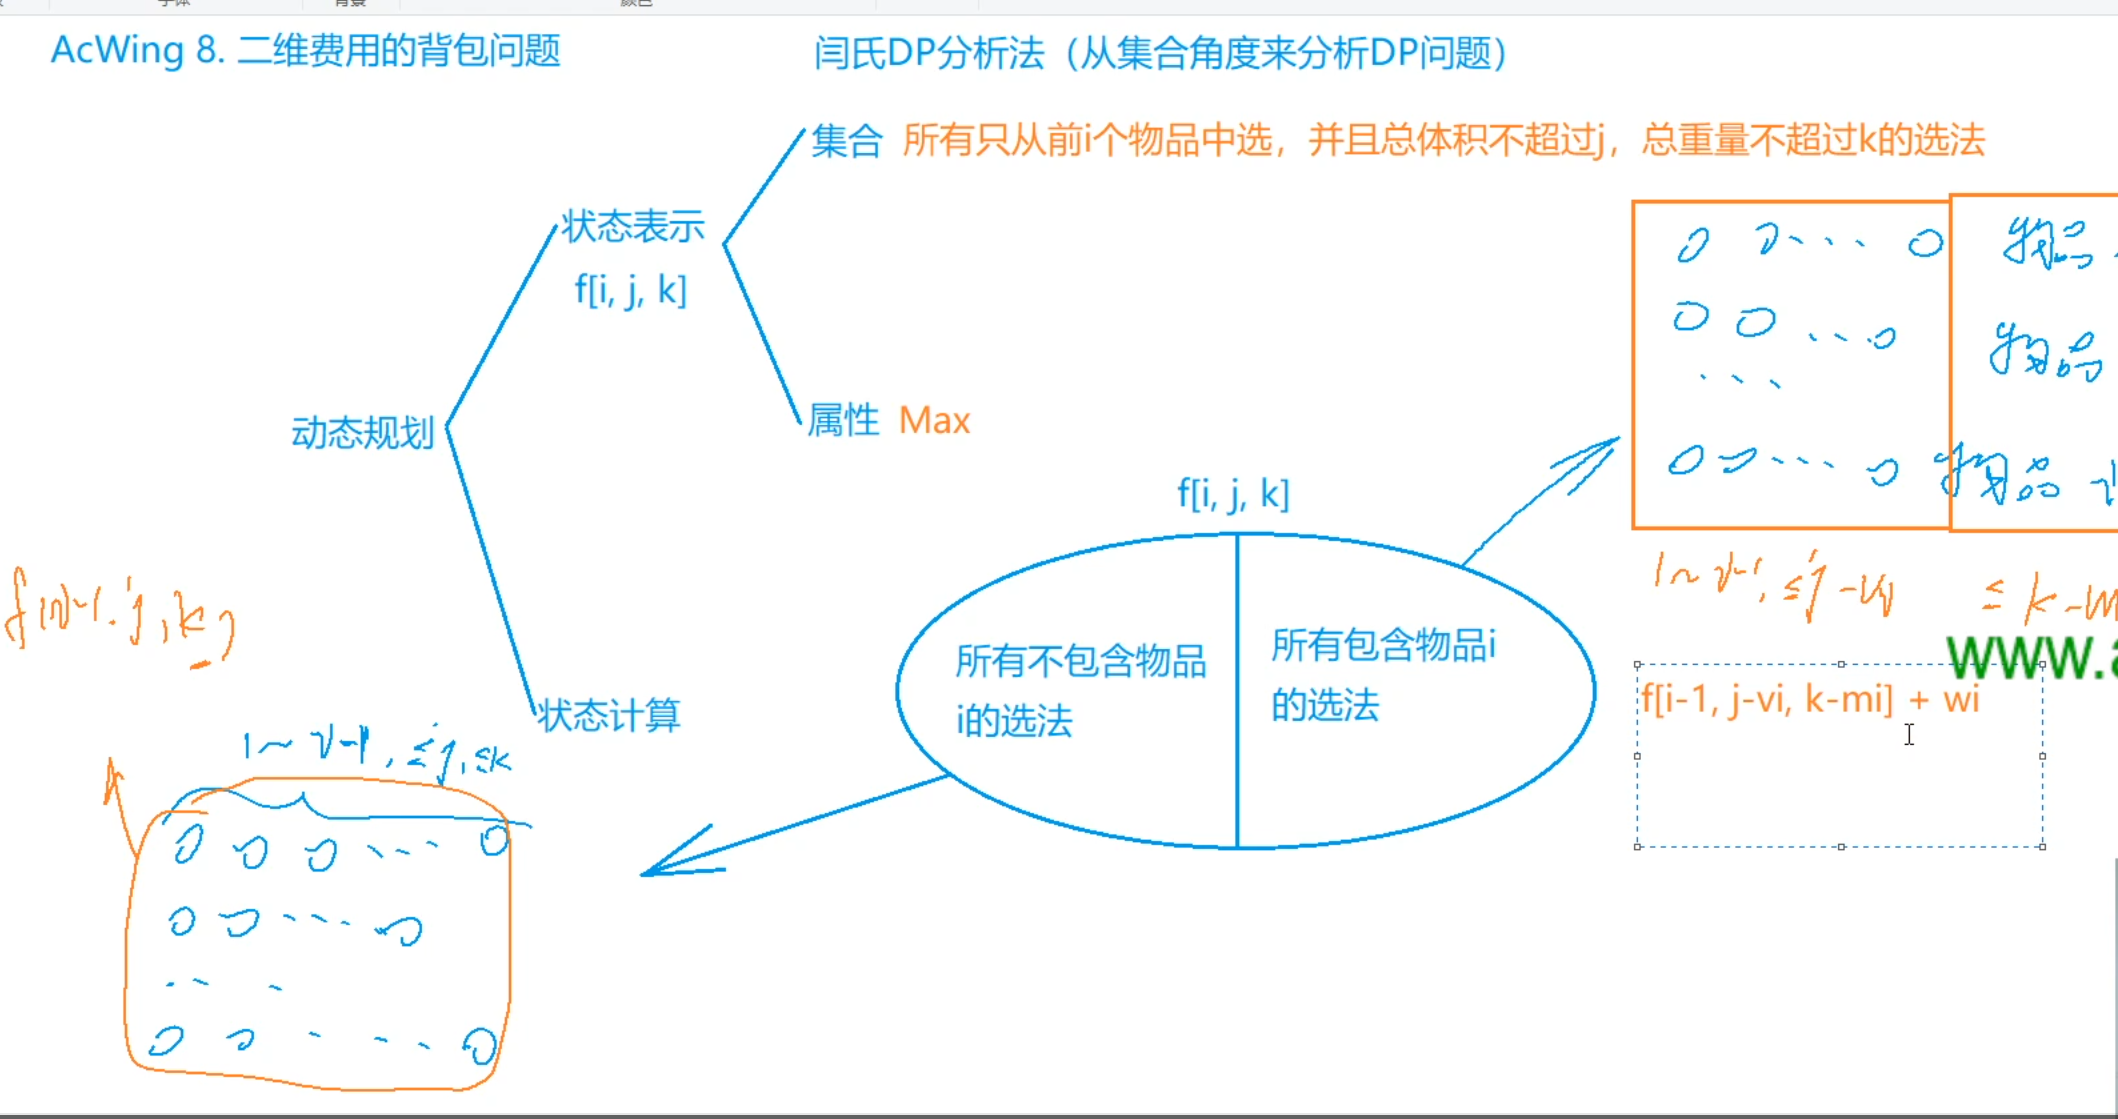 字体
背景
颜色
AcWing 8. 二维费用的背包问题
闫氏DP分析法（从集合角度来分析DP问题）
集合 所有只从前i个物品中选，并且总体积不超过j，总重量不超过k的选法
状态表示
f[i, j, k]
物品
物品
物品 i
动态规划
属性 Max
f[i, j, k]
1~i-1, ≤j-vi ≤k-m
f[i-1, j, k]
所有不包含物品
i的选法
所有包含物品i
的选法
www.a
f[i-1, j-vi, k-mi] + wi
状态计算
1~i-1, ≤j, ≤k